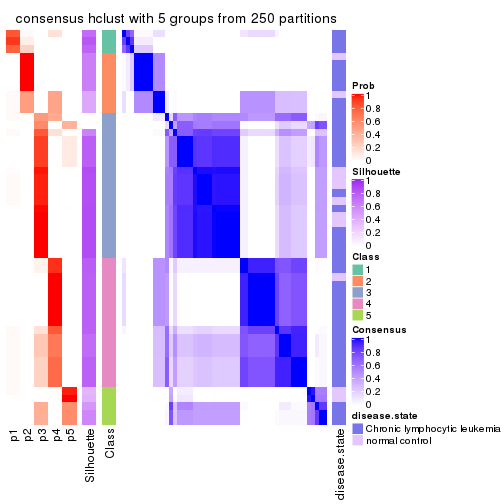 consensus hclust with 5 groups from 250 partitions
Prob
1
0.8
0.6
0.4
0.2
0
Silhouette
1
0.8
0.6
0.4
0.2
0
Class
1
2
3
4
5
Consensus
1
0.8
0.6
0.4
0.2
0
disease.state
Chronic lymphocytic leukemia
normal control
p1
p2
p3
p4
p5
Silhouette
Class
disease.state